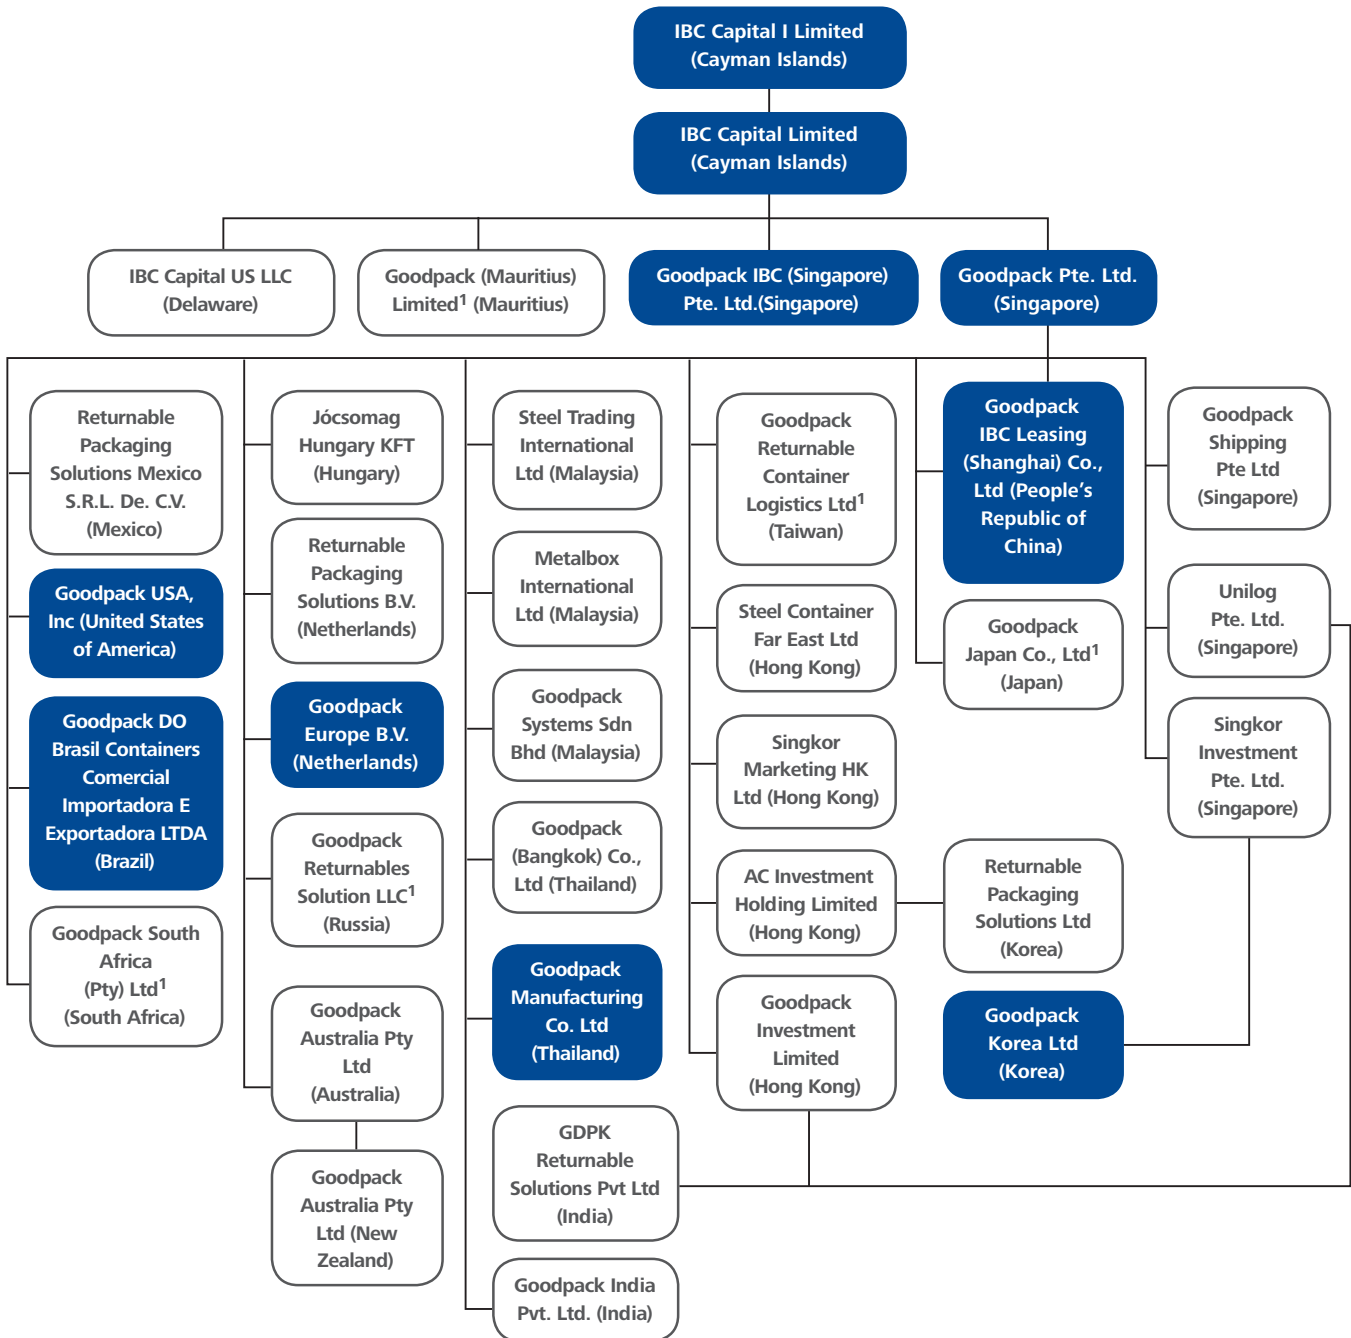 IBC Capital I Limited
(Cayman Islands)
IBC Capital Limited
(Cayman Islands)
IBC Capital US LLC
(Delaware)
Goodpack (Mauritius)
Limited¹ (Mauritius)
Goodpack IBC (Singapore)
Pte. Ltd.(Singapore)
Goodpack Pte. Ltd.
(Singapore)
Returnable
Packaging
Solutions Mexico
S.R.L. De. C.V.
(Mexico)
Goodpack USA,
Inc (United States
of America)
Goodpack DO
Brasil Containers
Comercial
Importadora E
Exportadora LTDA
(Brazil)
Goodpack South
Africa
(Pty) Ltd¹
(South Africa)
Jócsomag
Hungary KFT
(Hungary)
Returnable
Packaging
Solutions B.V.
(Netherlands)
Goodpack
Europe B.V.
(Netherlands)
Goodpack
Returnables
Solution LLC¹
(Russia)
Goodpack
Australia Pty
Ltd
(Australia)
Goodpack
Australia Pty
Ltd (New
Zealand)
Steel Trading
International
Ltd (Malaysia)
Metalbox
International
Ltd (Malaysia)
Goodpack
Systems Sdn
Bhd (Malaysia)
Goodpack
(Bangkok) Co.,
Ltd (Thailand)
Goodpack
Manufacturing
Co. Ltd
(Thailand)
GDPK
Returnable
Solutions Pvt Ltd
(India)
Goodpack India
Pvt. Ltd. (India)
Goodpack
Returnable
Container
Logistics Ltd¹
(Taiwan)
Steel Container
Far East Ltd
(Hong Kong)
Singkor
Marketing HK
Ltd (Hong Kong)
AC Investment
Holding Limited
(Hong Kong)
Goodpack
Investment
Limited
(Hong Kong)
Goodpack
IBC Leasing
(Shanghai) Co.,
Ltd (People’s
Republic of
China)
Goodpack
Japan Co., Ltd¹
(Japan)
Returnable
Packaging
Solutions Ltd
(Korea)
Goodpack
Korea Ltd
(Korea)
Goodpack
Shipping
Pte Ltd
(Singapore)
Unilog
Pte. Ltd.
(Singapore)
Singkor
Investment
Pte. Ltd.
(Singapore)